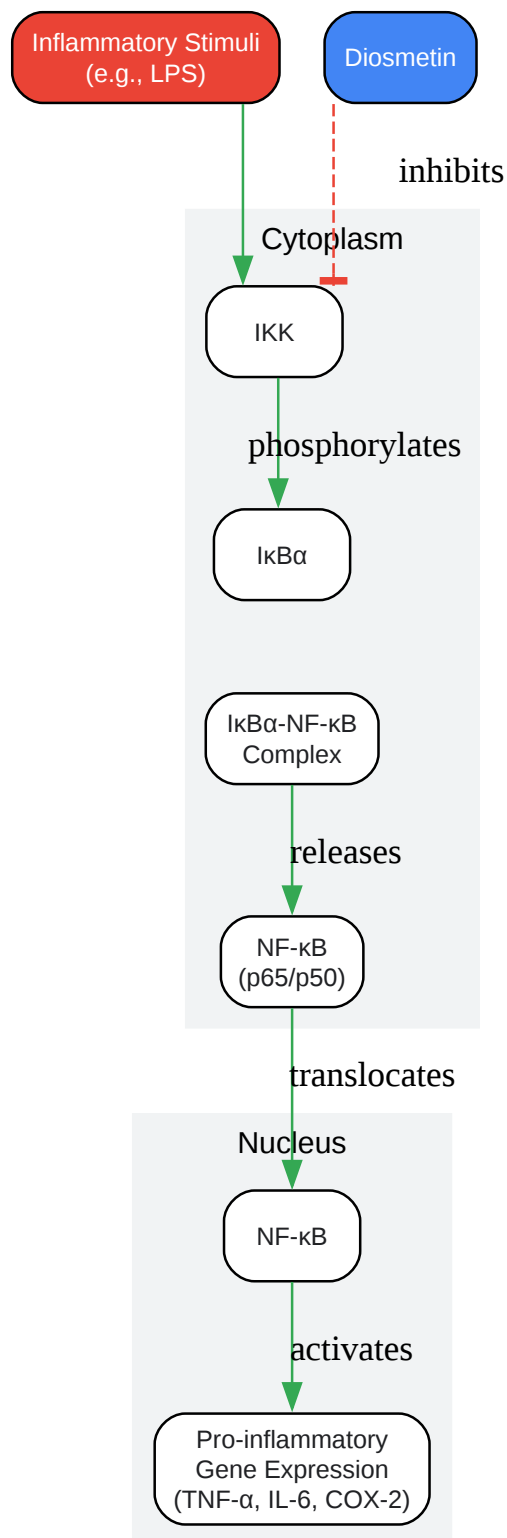 Inflammatory Stimuli
(e.g., LPS)
Diosmetin
inhibits
Cytoplasm
IKK
phosphorylates
IκBα
IκBα-NF-κB
Complex
releases
NF-κB
(p65/p50)
translocates
Nucleus
NF-κB
activates
Pro-inflammatory
Gene Expression
(TNF-α, IL-6, COX-2)